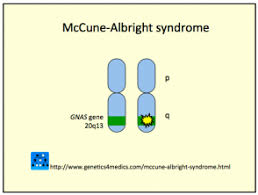 McCune-Albright syndrome
p
GNAS gene
20q13
q
http://www.genetics4medics.com/mccune-albright-syndrome.html